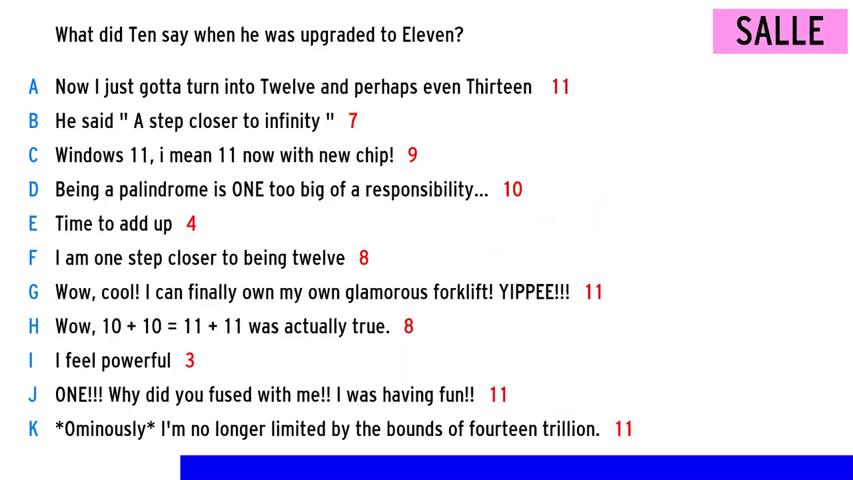 What did Ten say when he was upgraded to Eleven?
SALLE
A Now I just gotta turn into Twelve and perhaps even Thirteen 11
B He said " A step closer to infinity " 7
C Windows 11, i mean 11 now with new chip! 9
D Being a palindrome is ONE too big of a responsibility... 10
E Time to add up 4
F I am one step closer to being twelve 8
G Wow, cool! I can finally own my own glamorous forklift! YIPPEE!!! 11
H Wow, 10 + 10 = 11 + 11 was actually true. 8
I I feel powerful 3
J ONE!!! Why did you fused with me!! I was having fun!! 11
K *Ominously* I'm no longer limited by the bounds of fourteen trillion. 11